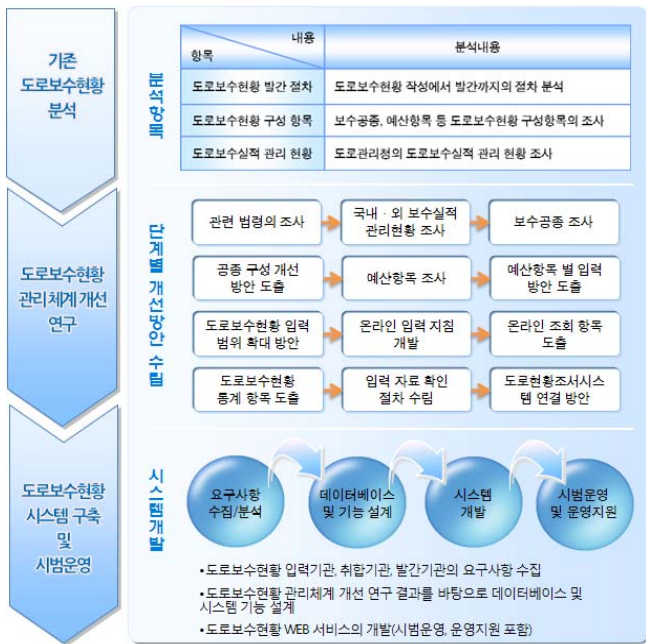 기존
도로보수현황
분석
분석항목
내용
항목
분석내용
도로보수현황 발간 절차
도로보수현황 작성에서 발간까지의 절차 분석
도로보수현황 구성 항목
보수공종, 예산항목 등 도로보수현황 구성항목의 조사
도로보수실적 관리 현황
도로관리청의 도로보수실적 관리 현황 조사
도로보수현황
관리체계 개선
연구
단계별 개선방안 수립
관련 법령의 조사
국내 · 외 보수실적
관리현황 조사
보수공종 조사
공종 구성 개선
방안 도출
예산항목 조사
예산항목 별 입력
방안 도출
도로보수현황 입력
범위 확대 방안
온라인 입력 지침
개발
온라인 조회 항목
도출
도로보수현황
통계 항목 도출
입력 자료 확인
절차 수립
도로현황조서시스
템 연결 방안
도로보수현황
시스템 구축
및
시범운영
시스템개발
요구사항
수집/분석
데이터베이스
및 기능 설계
시스템
개발
시범운영
및 운영지원
• 도로보수현황 입력기관, 취합기관, 발간기관의 요구사항 수집
• 도로보수현황 관리체계 개선 연구 결과를 바탕으로 데이터베이스 및
시스템 기능 설계
• 도로보수현황 WEB 서비스의 개발(시범운영, 운영지원 포함)